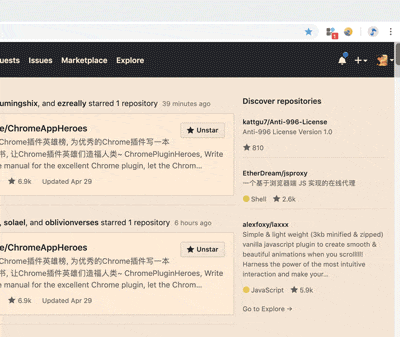 uests Issues Marketplace Explore
umingshix, and ezreally starred 1 repository 39 minutes ago
e/ChromeAppHeroes
Unstar
Chrome插件英雄榜, 为优秀的Chrome插件写一本
书, 让Chrome插件英雄们造福人类~ ChromePluginHeroes, Write
e manual for the excellent Chrome plugin, let the Chrom...
6.9k Updated Apr 29
, solael, and oblivionverses starred 1 repository 6 hours ago
e/ChromeAppHeroes
Unstar
Chrome插件英雄榜, 为优秀的Chrome插件写一本
书, 让Chrome插件英雄们造福人类~ ChromePluginHeroes, Write
e manual for the excellent Chrome plugin, let the Chrom...
6.9k Updated Apr 29
Discover repositories
kattgu7/Anti-996-License
Anti-996 License Version 1.0
810
EtherDream/jsproxy
一个基于浏览器端 JS 实现的在线代理
Shell 2.6k
alexfoxy/laxxx
Simple & light weight (3kb minified & zipped)
vanilla javascript plugin to create smooth &
beautiful animations when you scrolllll!
Harness the power of the most intuitive
interaction and make your...
JavaScript 5.9k
Go to Explore →